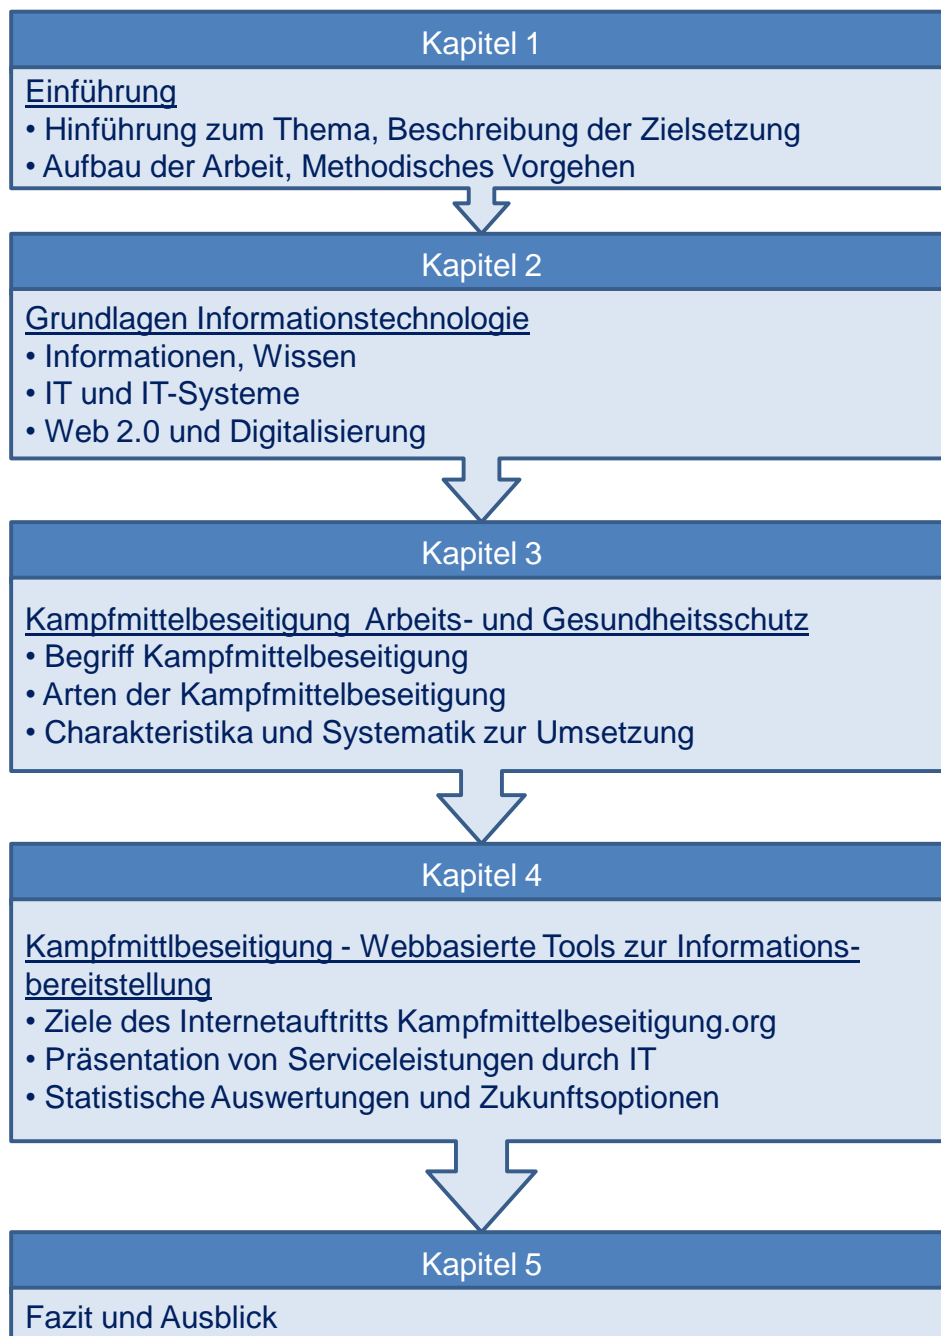 Kapitel 1
Einführung
• Hinführung zum Thema, Beschreibung der Zielsetzung
• Aufbau der Arbeit, Methodisches Vorgehen
Kapitel 2
Grundlagen Informationstechnologie
• Informationen, Wissen
• IT und IT-Systeme
• Web 2.0 und Digitalisierung
Kapitel 3
Kampfmittelbeseitigung Arbeits- und Gesundheitsschutz
• Begriff Kampfmittelbeseitigung
• Arten der Kampfmittelbeseitigung
• Charakteristika und Systematik zur Umsetzung
Kapitel 4
Kampfmittlbeseitigung - Webbasierte Tools zur Informations-
bereitstellung
• Ziele des Internetauftritts Kampfmittelbeseitigung.org
• Präsentation von Serviceleistungen durch IT
• Statistische Auswertungen und Zukunftsoptionen
Kapitel 5
Fazit und Ausblick